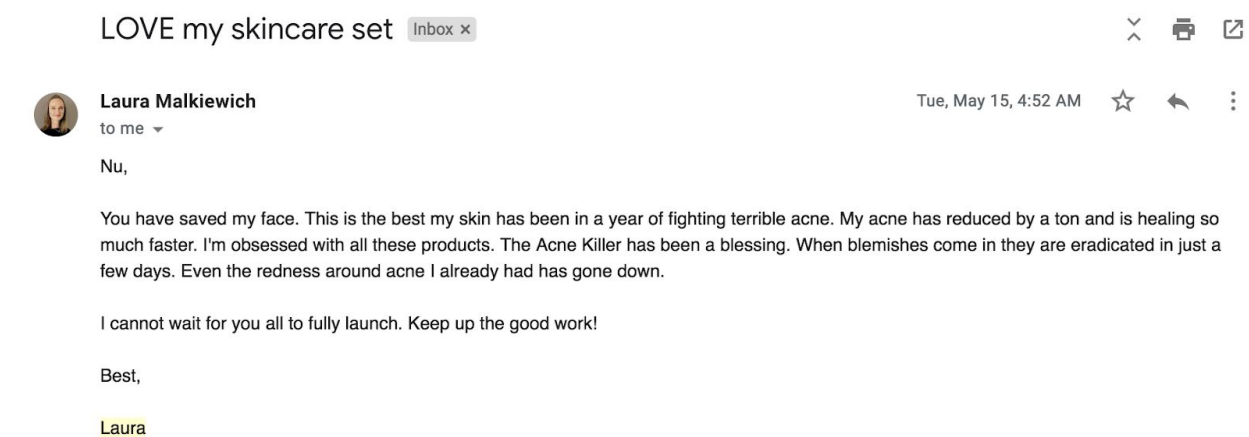 LOVE my skincare set Inbox ×
Laura Malkiewich Tue, May 15, 4:52 AM
to me
Nu,
You have saved my face. This is the best my skin has been in a year of fighting terrible acne. My acne has reduced by a ton and is healing so
much faster. I'm obsessed with all these products. The Acne Killer has been a blessing. When blemishes come in they are eradicated in just a
few days. Even the redness around acne I already had has gone down.
I cannot wait for you all to fully launch. Keep up the good work!
Best,
Laura